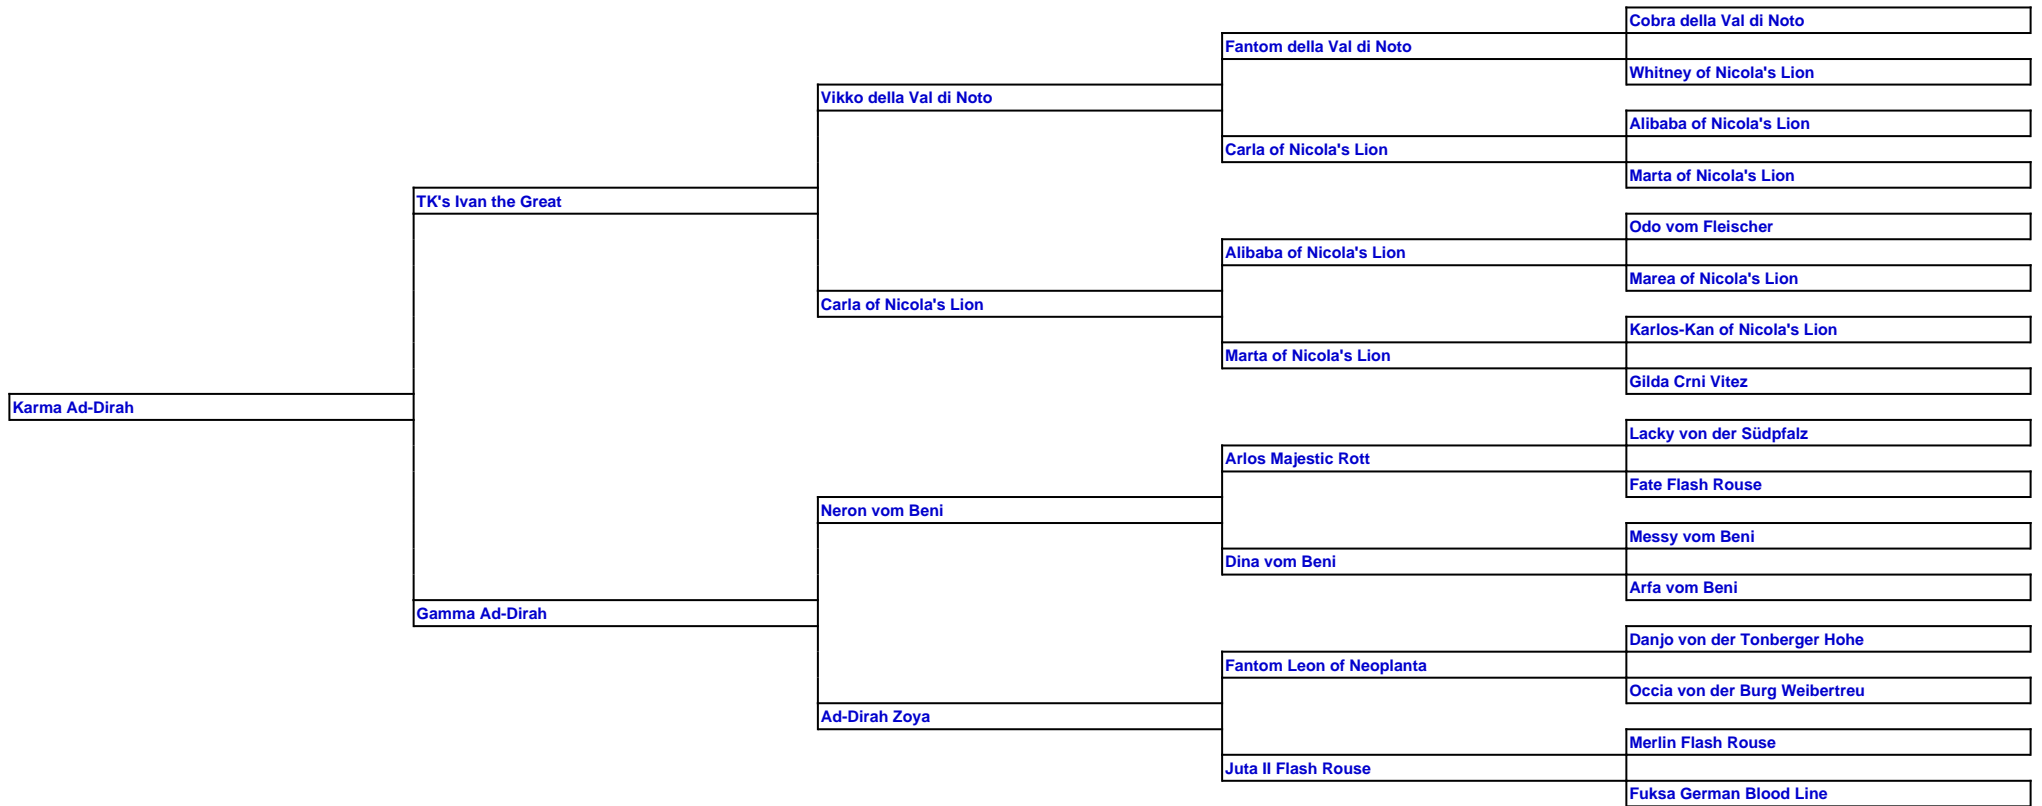 Cobra della Val di Noto
Fantom della Val di Noto
Whitney of Nicola's Lion
Vikko della Val di Noto
Alibaba of Nicola's Lion
Carla of Nicola's Lion
Marta of Nicola's Lion
TK's Ivan the Great
Odo vom Fleischer
Alibaba of Nicola's Lion
Marea of Nicola's Lion
Carla of Nicola's Lion
Karlos-Kan of Nicola's Lion
Marta of Nicola's Lion
Gilda Crni Vitez
Karma Ad-Dirah
Lacky von der Südpfalz
Arlos Majestic Rott
Fate Flash Rouse
Neron vom Beni
Messy vom Beni
Dina vom Beni
Arfa vom Beni
Gamma Ad-Dirah
Danjo von der Tonberger Hohe
Fantom Leon of Neoplanta
Occia von der Burg Weibertreu
Ad-Dirah Zoya
Merlin Flash Rouse
Juta II Flash Rouse
Fuksa German Blood Line